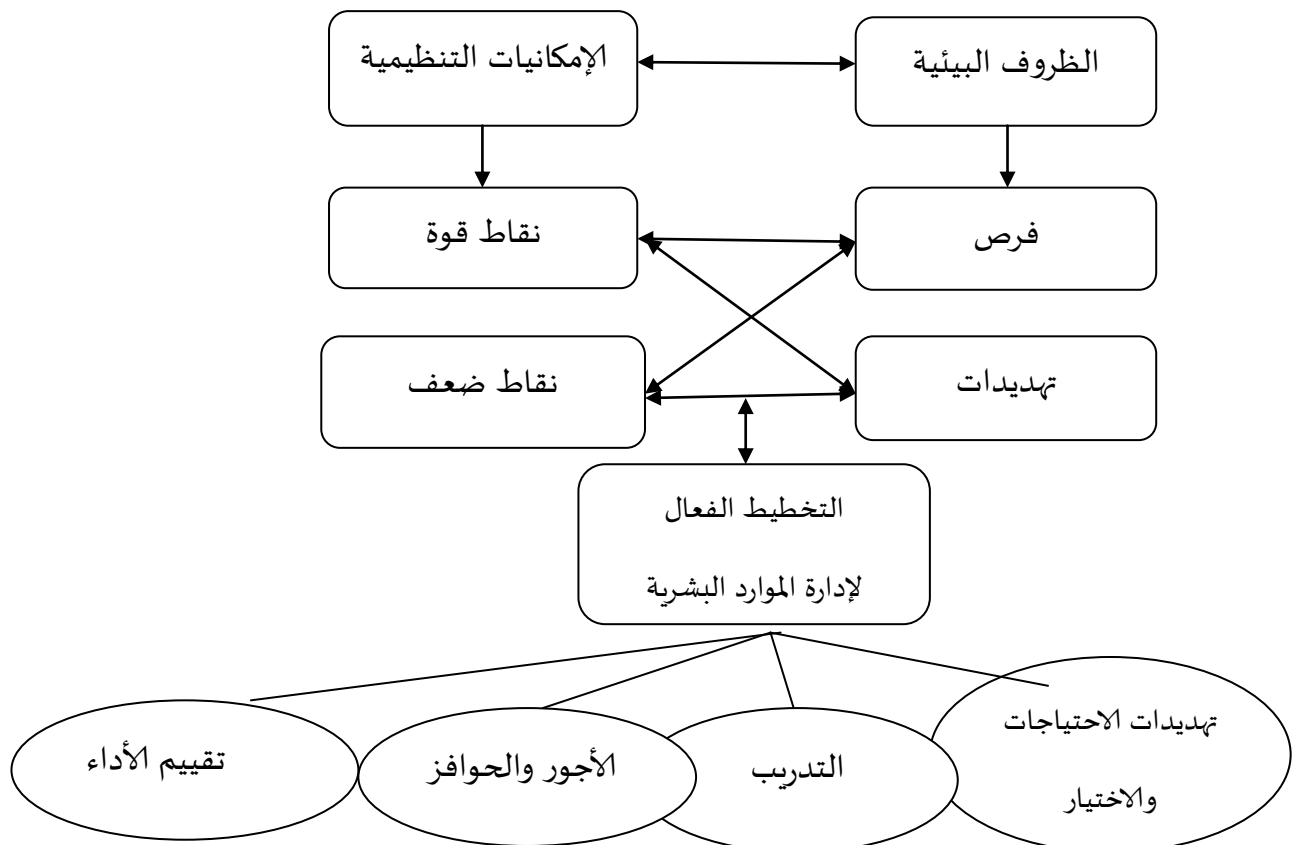 الظروف البيئية
الإمكانيات التنظيمية
فرص
نقاط قوة
تهديدات
نقاط ضعف
التخطيط الفعال
لإدارة الموارد البشرية
تهديدات الاحتياجات
والاختيار
التدريب
الأجور والحوافز
تقييم الأداء